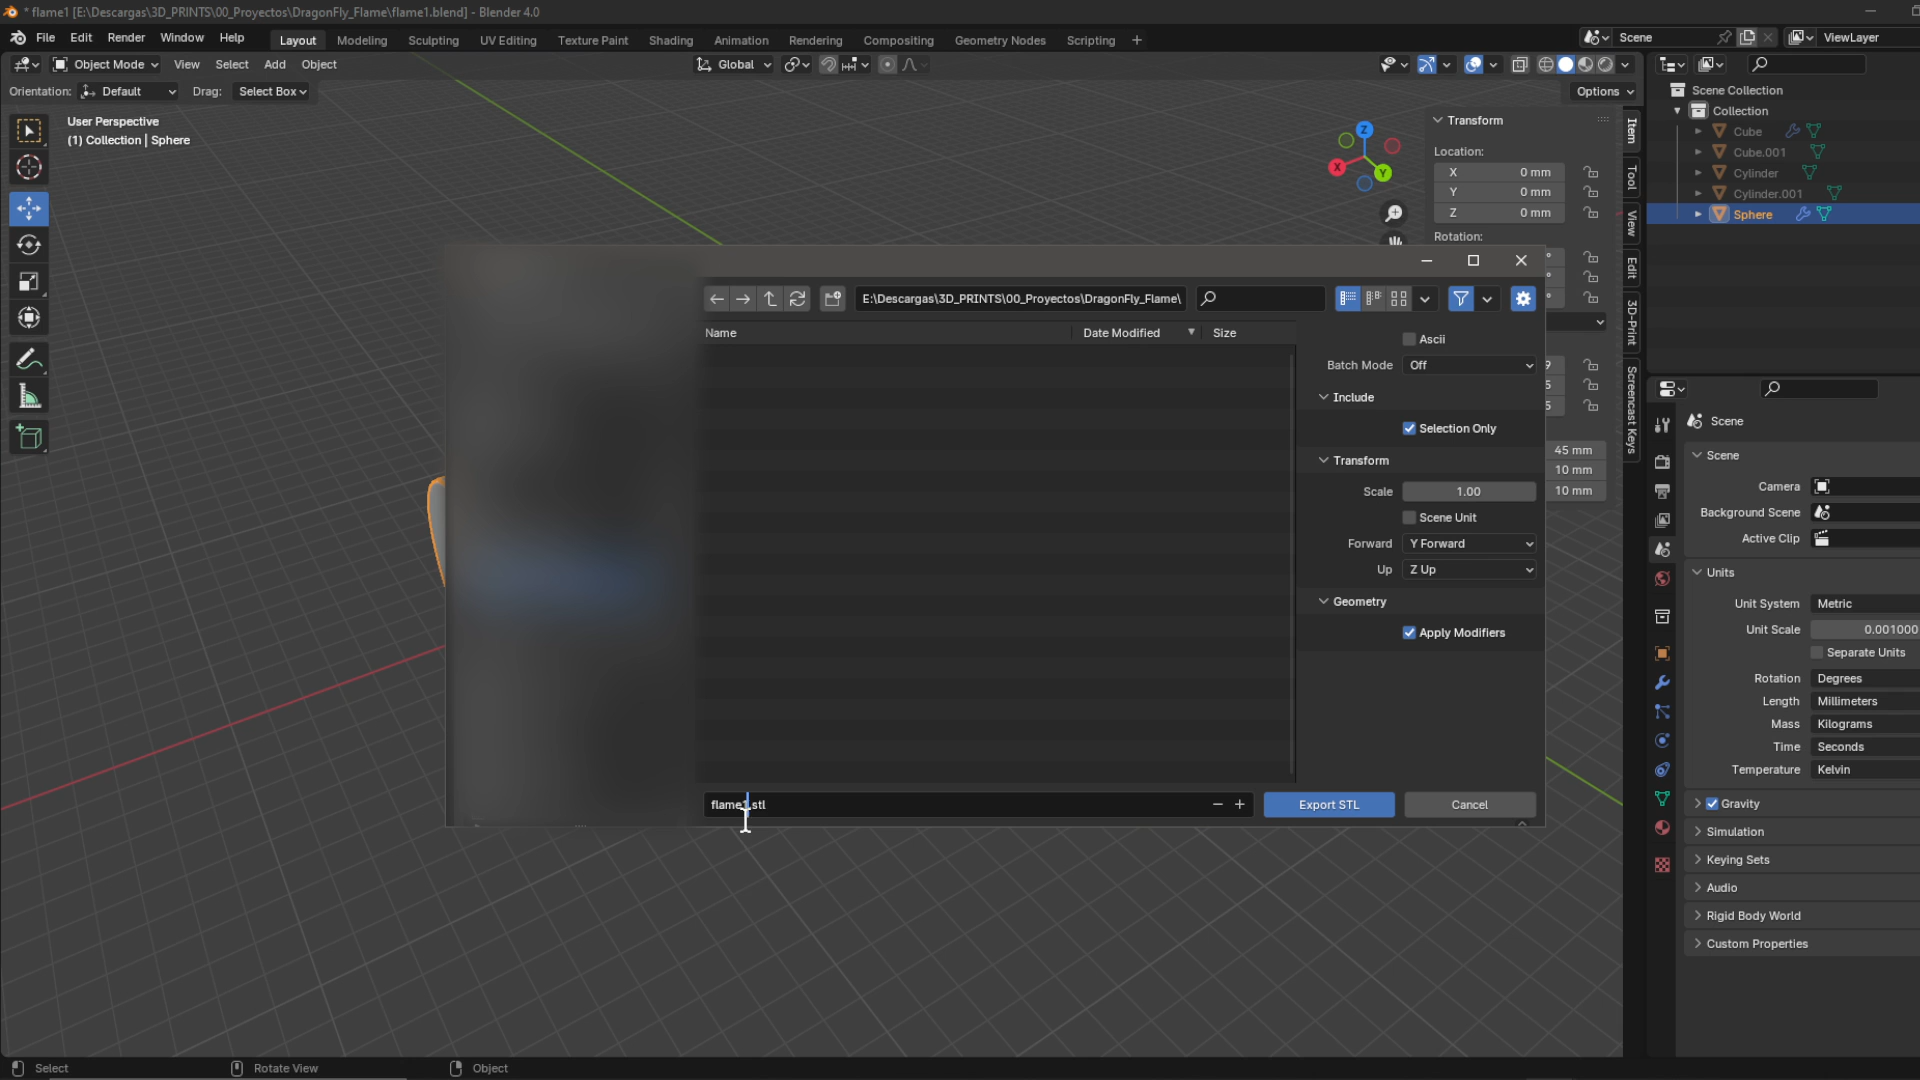 * flame1 [E:\Descargas\3D_PRINTS\00_Proyectos\DragonFly_Flame\flame1.blend] - Blender 4.0
File Edit Render Window Help Layout Modeling Sculpting UV Editing Texture Paint Shading Animation Rendering Compositing Geometry Nodes Scripting + Scene ViewLayer
Object Mode View Select Add Object Global
Orientation: Default Drag: Select Box Options
User Perspective
(1) Collection | Sphere
Transform
Location:
X 0 mm
Y 0 mm
Z 0 mm
Rotation:
Z
X
Y
45 mm
10 mm
10 mm
Item
Tool
View
Edit
3D-Print
Screencast Keys
E:\Descargas\3D_PRINTS\00_Proyectos\DragonFly_Flame\
Name Date Modified Size
Ascii
Batch Mode Off
Include
Selection Only
Transform
Scale 1.00
Scene Unit
Forward Y Forward
Up Z Up
Geometry
Apply Modifiers
flame1.stl Export STL Cancel
Scene Collection
Collection
Cube
Cube.001
Cylinder
Cylinder.001
Sphere
Scene
Scene
Camera
Background Scene
Active Clip
Units
Unit System Metric
Unit Scale 0.001000
Separate Units
Rotation Degrees
Length Millimeters
Mass Kilograms
Time Seconds
Temperature Kelvin
Gravity
Simulation
Keying Sets
Audio
Rigid Body World
Custom Properties
Select Rotate View Object